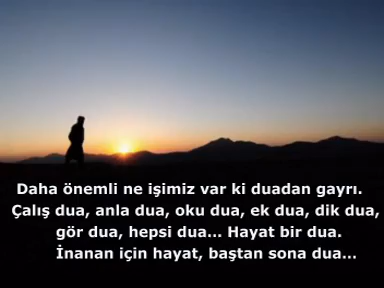 Daha önemli ne işimiz var ki duadan gayrı.
Çalış dua, anla dua, oku dua, ek dua, dik dua,
gör dua, hepsi dua... Hayat bir dua.
İnanan için hayat, baştan sona dua...